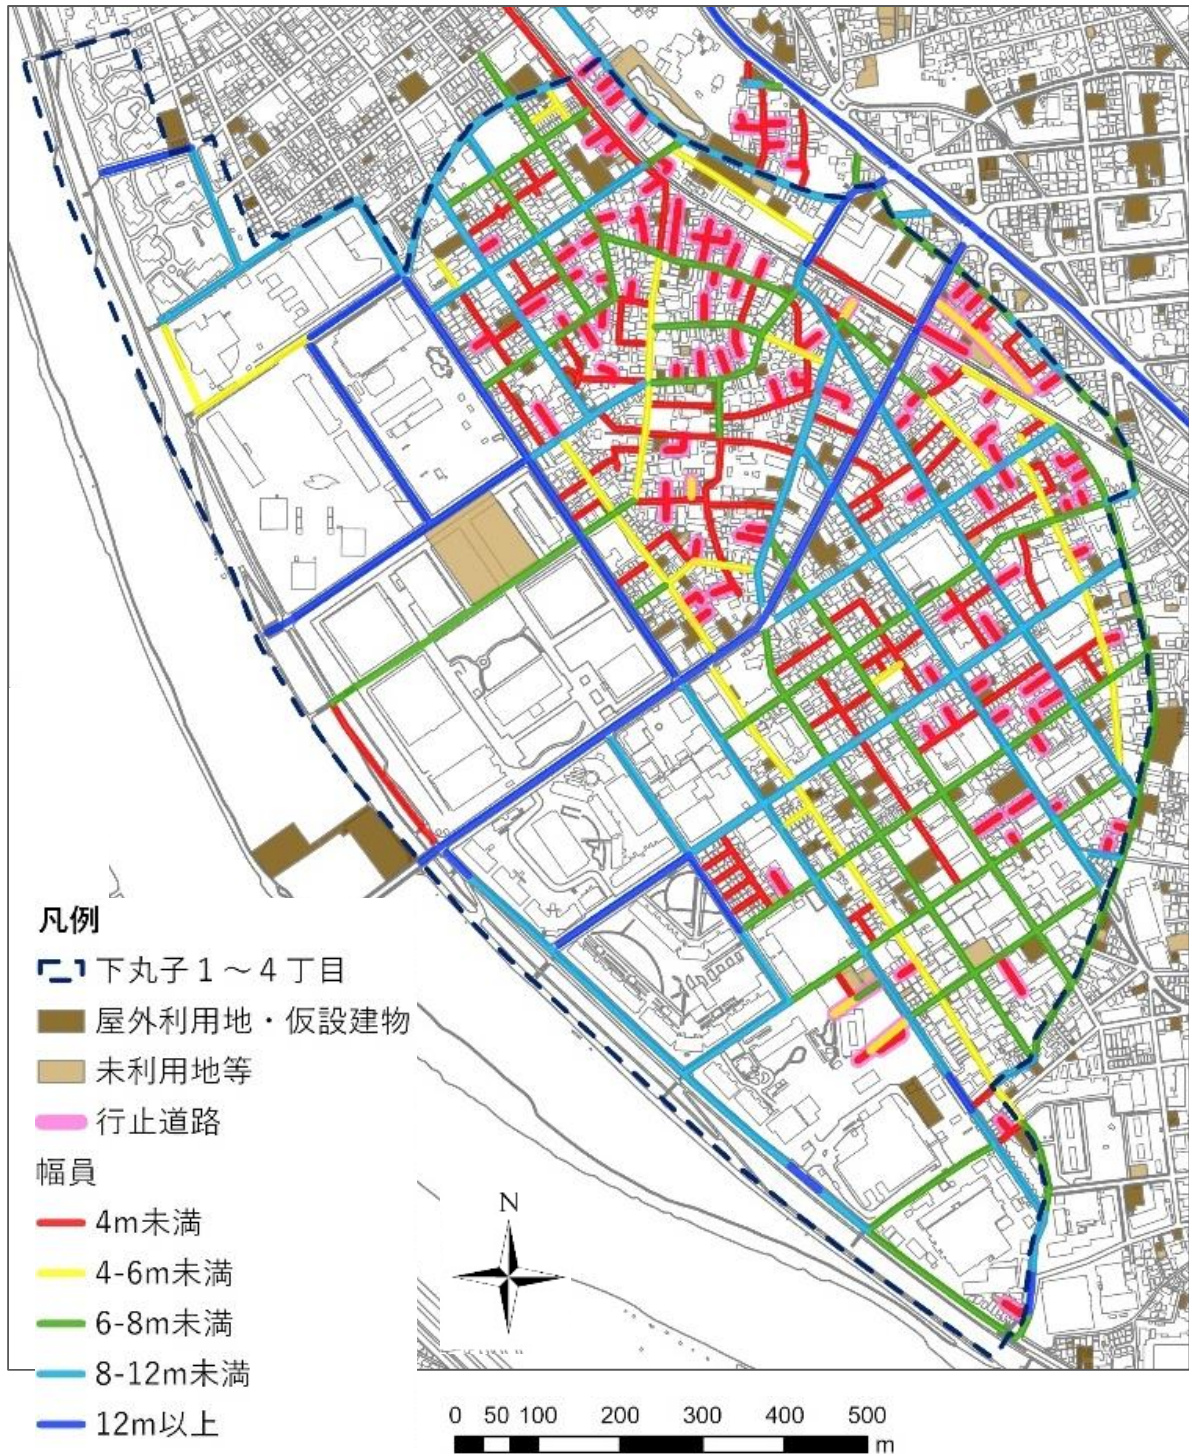 凡例
下丸子１～４丁目
屋外利用地・仮設建物
未利用地等
行止道路
幅員
4m未満
4-6m未満
6-8m未満
8-12m未満
12m以上
N
0 50 100 200 300 400 500
m